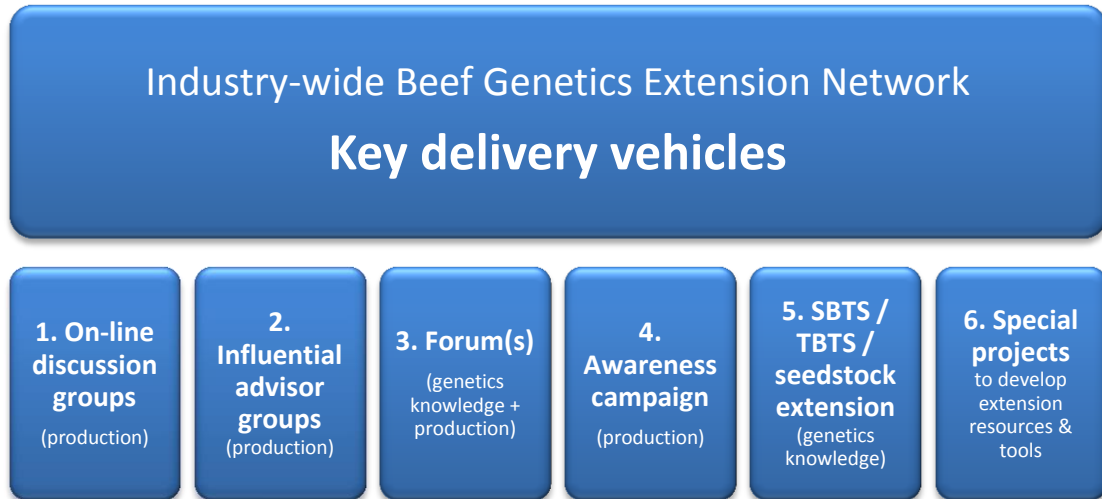 Industry-wide Beef Genetics Extension Network
Key delivery vehicles
1. On-line
discussion
groups
(production)
2.
Influential
advisor
groups
(production)
3. Forum(s)
(genetics
knowledge +
production)
4.
Awareness
campaign
(production)
5. SBTS /
TBTS /
seedstock
extension
(genetics
knowledge)
6. Special
projects
to develop
extension
resources &
tools